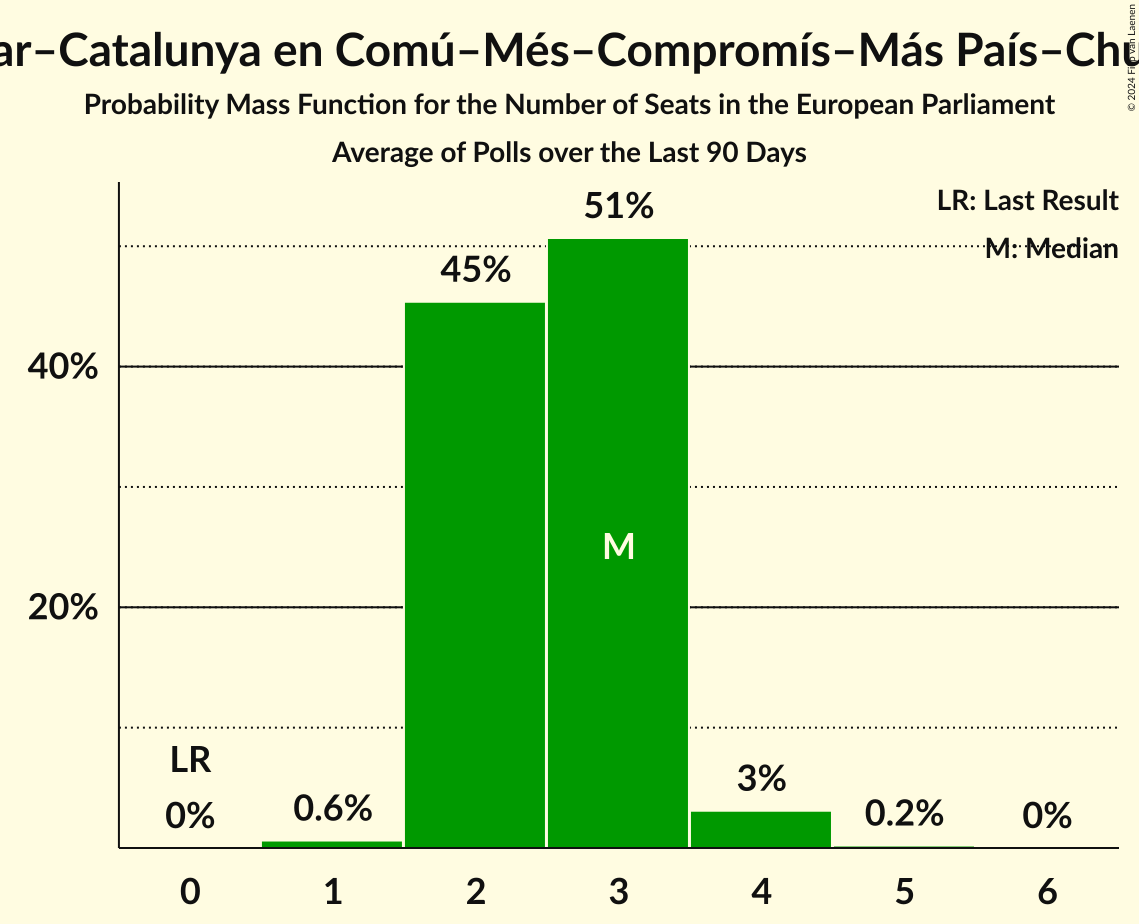 ar–Catalunya en Comú–Més–Compromís–Más País–Chu
Probability Mass Function for the Number of Seats in the European Parliament
Average of Polls over the Last 90 Days
© 2024 Filip van Laenen
LR: Last Result
M: Median
51%
45%
40%
M
20%
LR
0%
0.6%
3%
0.2%
0%
0 1 2 3 4 5 6